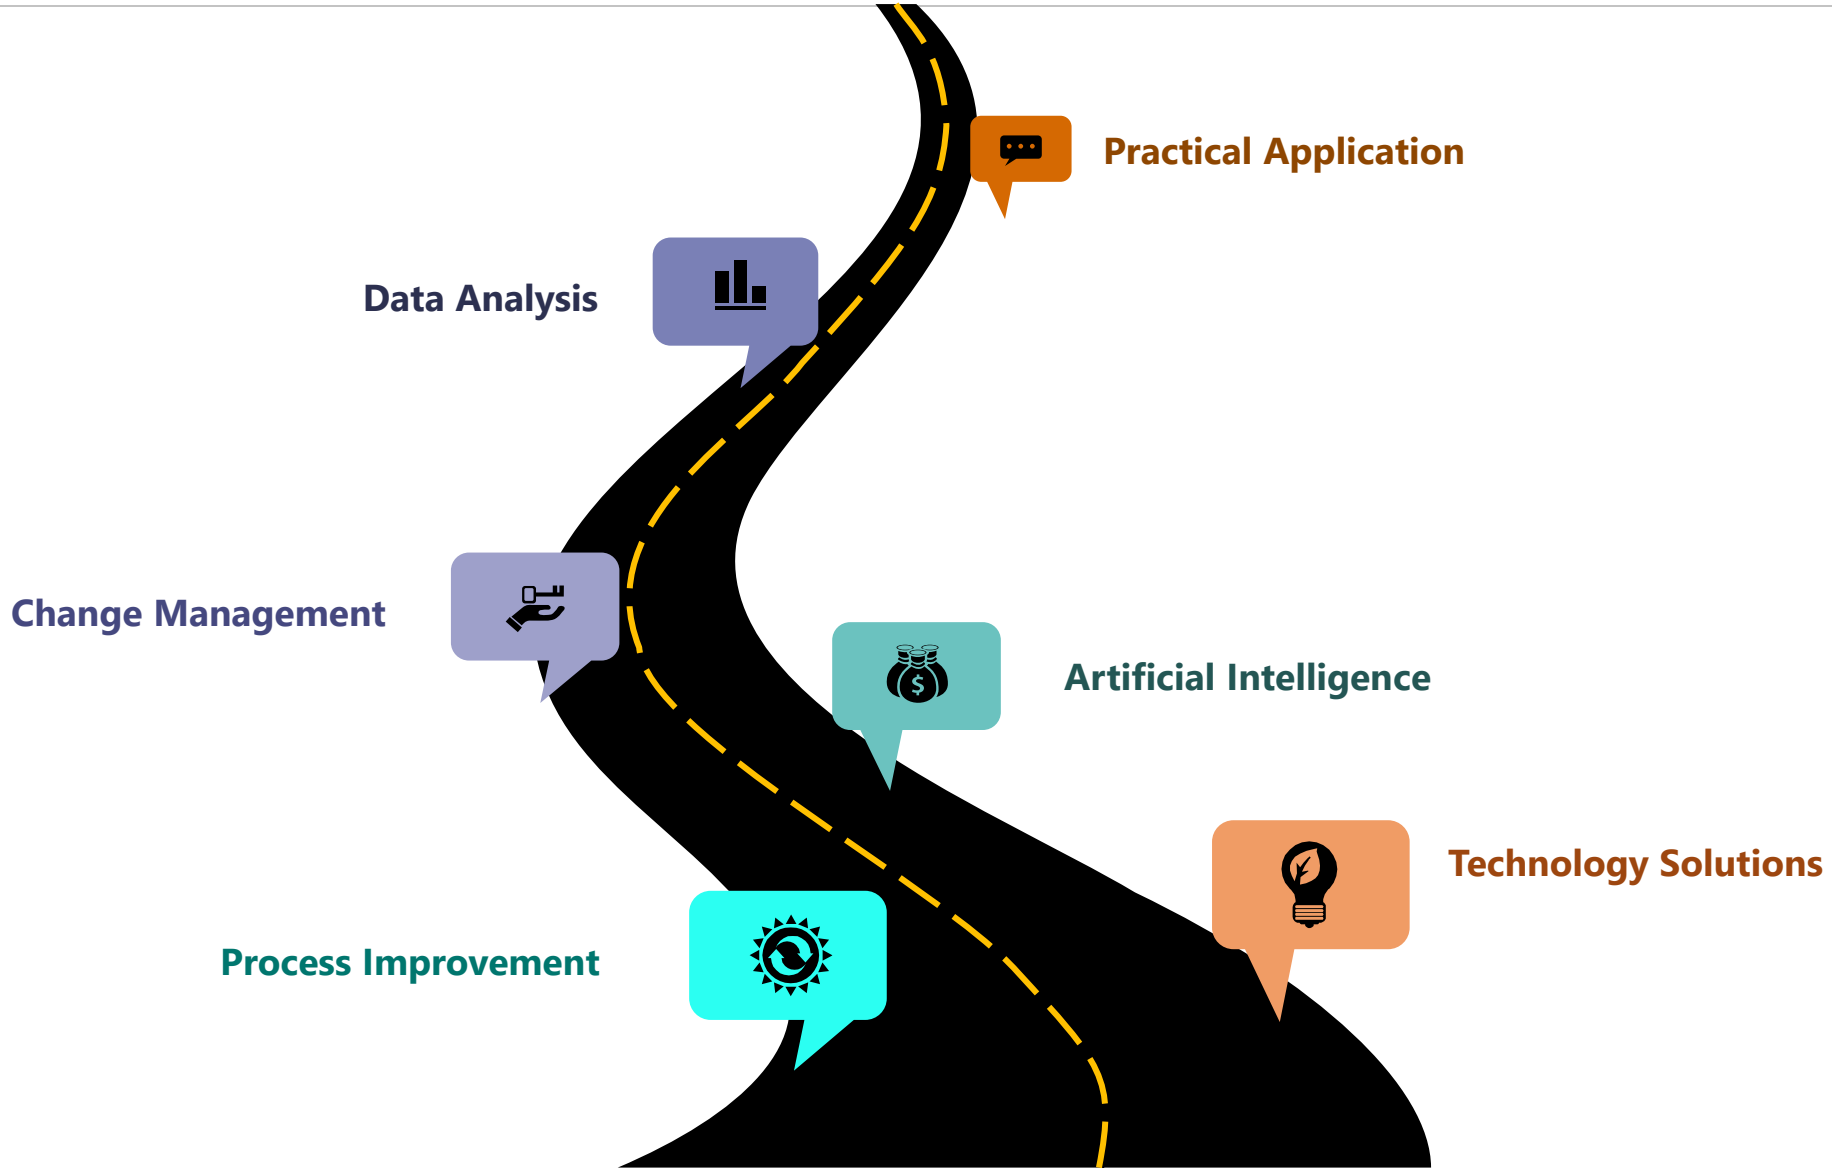 Practical Application
Data Analysis
Change Management
Artificial Intelligence
Technology Solutions
Process Improvement
$